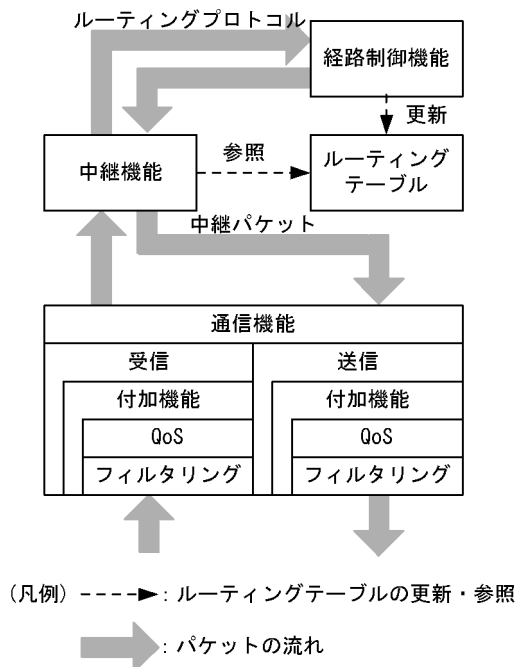 ルーティングプロトコル
経路制御機能
更新
中継機能
参照
ルーティング
テーブル
中継パケット
通信機能
受信
送信
付加機能
付加機能
QoS
QoS
フィルタリング
フィルタリング
(凡例)
：ルーティングテーブルの更新・参照
：パケットの流れ